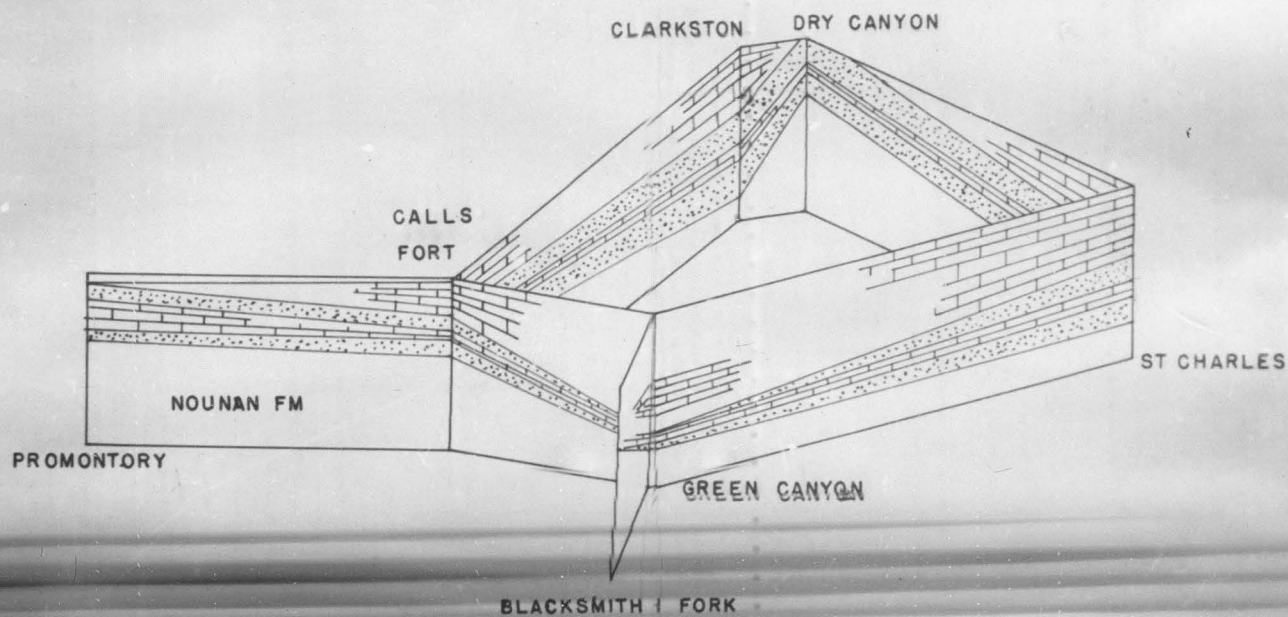 CLARKSTON
DRY CANYON
CALLS
FORT
ST CHARLES
NOUNAN FM
PROMONTORY
GREEN CANYON
BLACKSMITH FORK